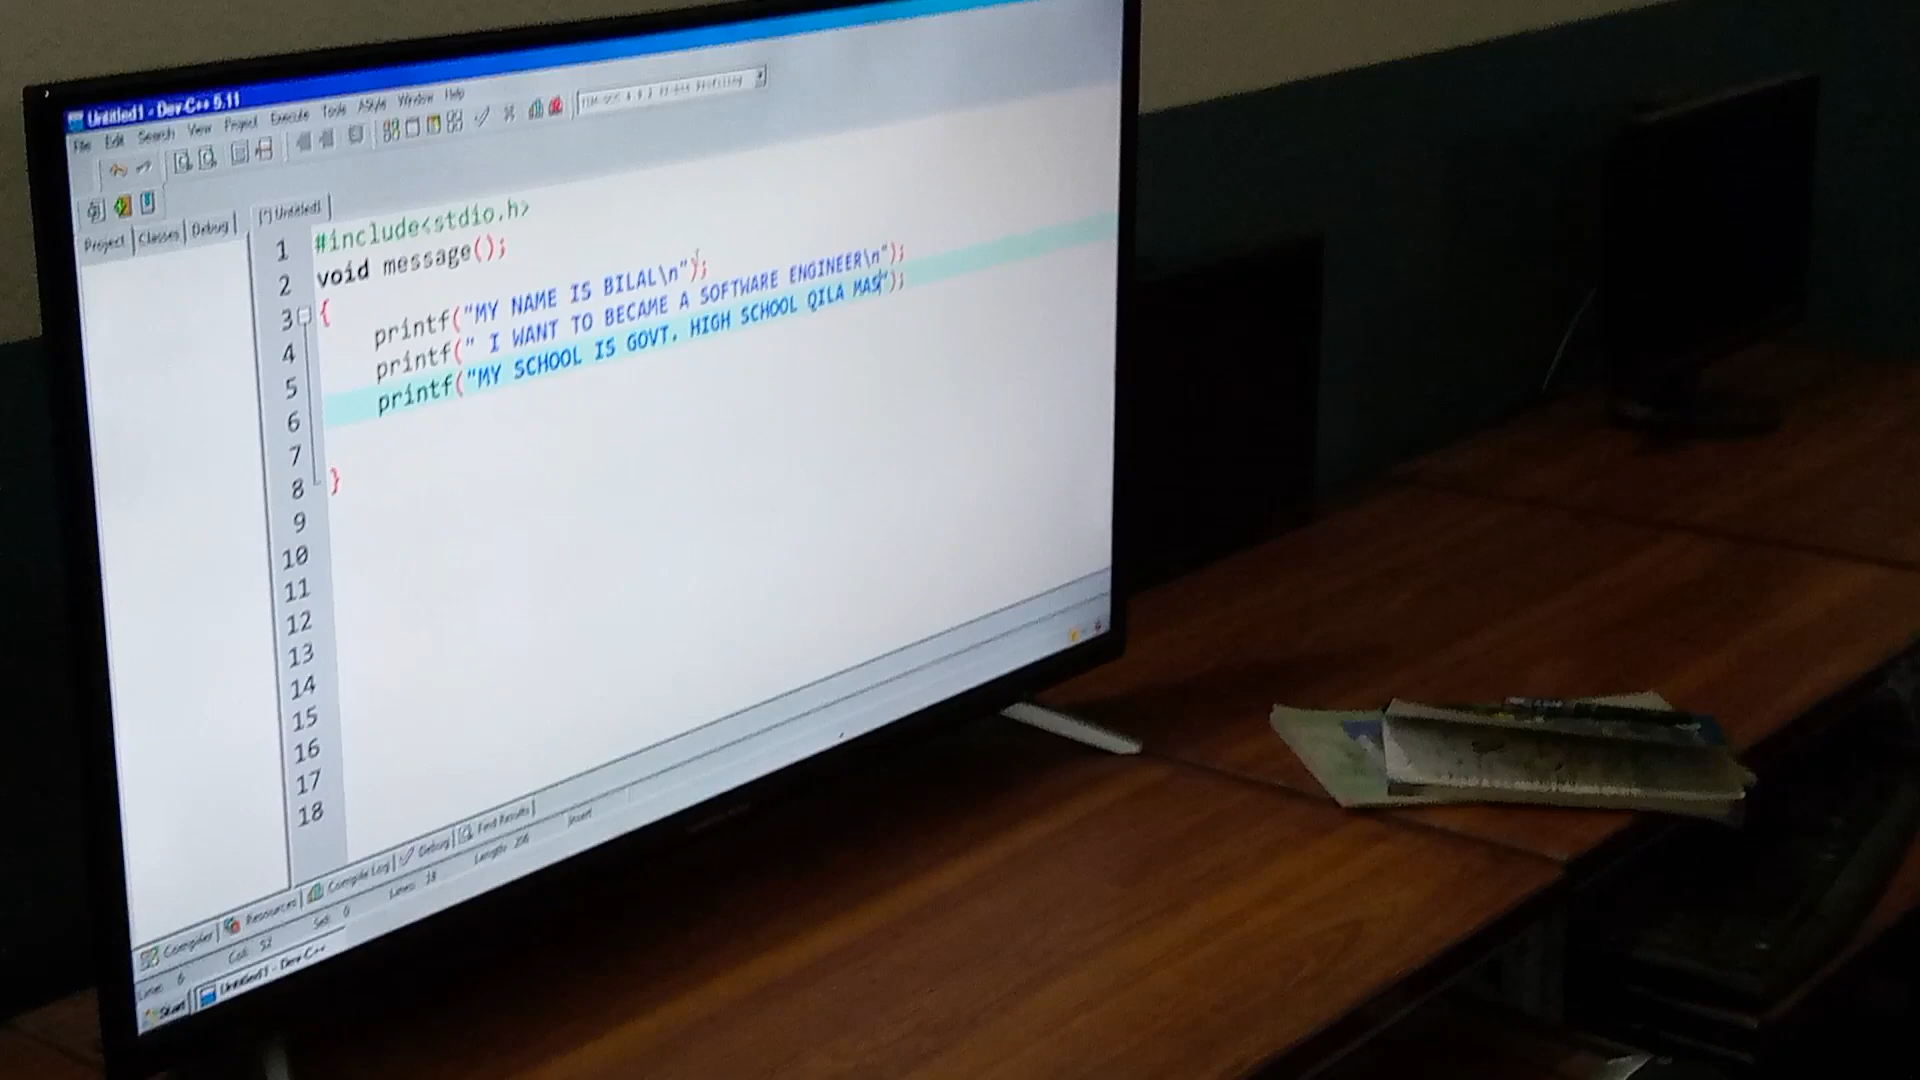 Untitled1 - Dev-C++ 5.11
File Edit Search View Project Execute Tools AStyle Window Help
Project Classes Debug
[*] Untitled1
1 #include<stdio.h>
2 void message();
3 {
4 printf("MY NAME IS BILAL\n");
5 printf(" I WANT TO BECAME A SOFTWARE ENGINEER\n");
6 printf("MY SCHOOL IS GOVT. HIGH SCHOOL QILA MAS");
7
8 }
9
10
11
12
13
14
15
16
17
18
Compiler Resources Compile Log Debug Find Results
Line: 6 Col: 52 Sel: 0 Lines: 18 Length: 256 Insert
Start Untitled1 - Dev-C++